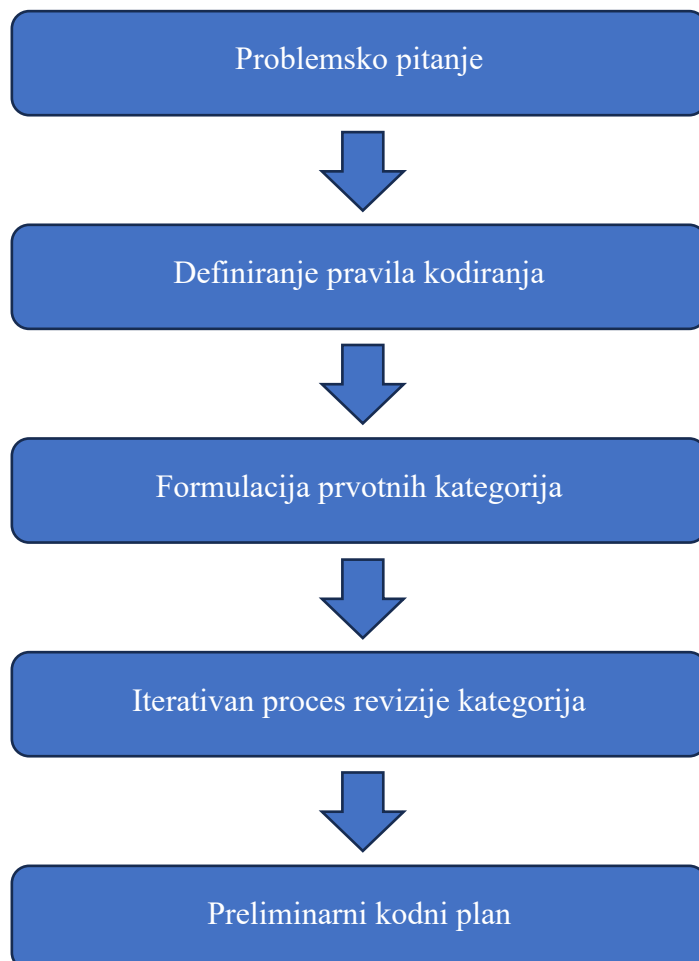 Problemsko pitanje
Definiranje pravila kodiranja
Formulacija prvotnih kategorija
Iterativan proces revizije kategorija
Preliminarni kodni plan